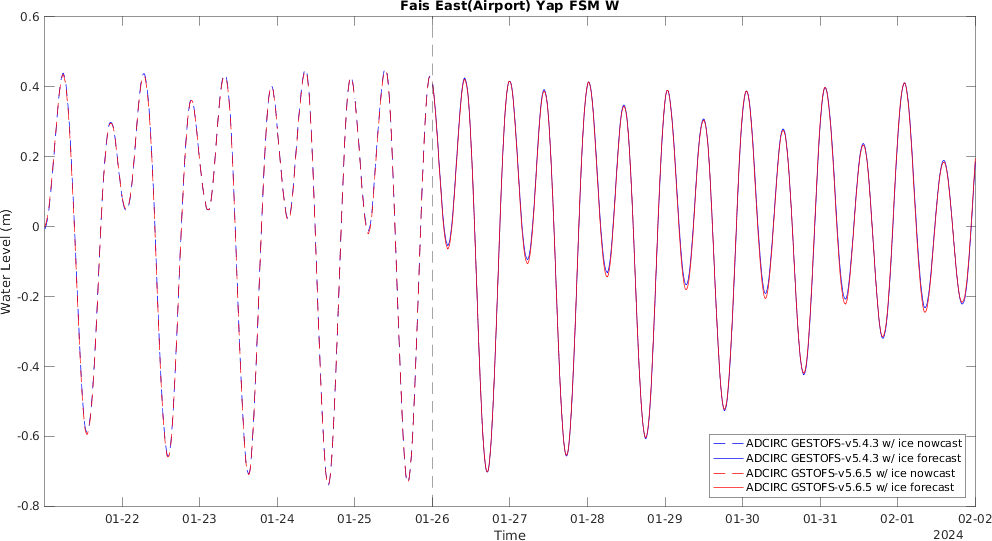 Fais East(Airport) Yap FSM W
0.6
0.4
0.2
0
-0.2
-0.4
-0.6
-0.8
Water Level (m)
ADCIRC GESTOFS-v5.4.3 w/ ice nowcast
ADCIRC GESTOFS-v5.4.3 w/ ice forecast
ADCIRC GSTOFS-v5.6.5 w/ ice nowcast
ADCIRC GSTOFS-v5.6.5 w/ ice forecast
01-22 01-23 01-24 01-25 01-26 01-27 01-28 01-29 01-30 01-31 02-01 02-02
Time
2024